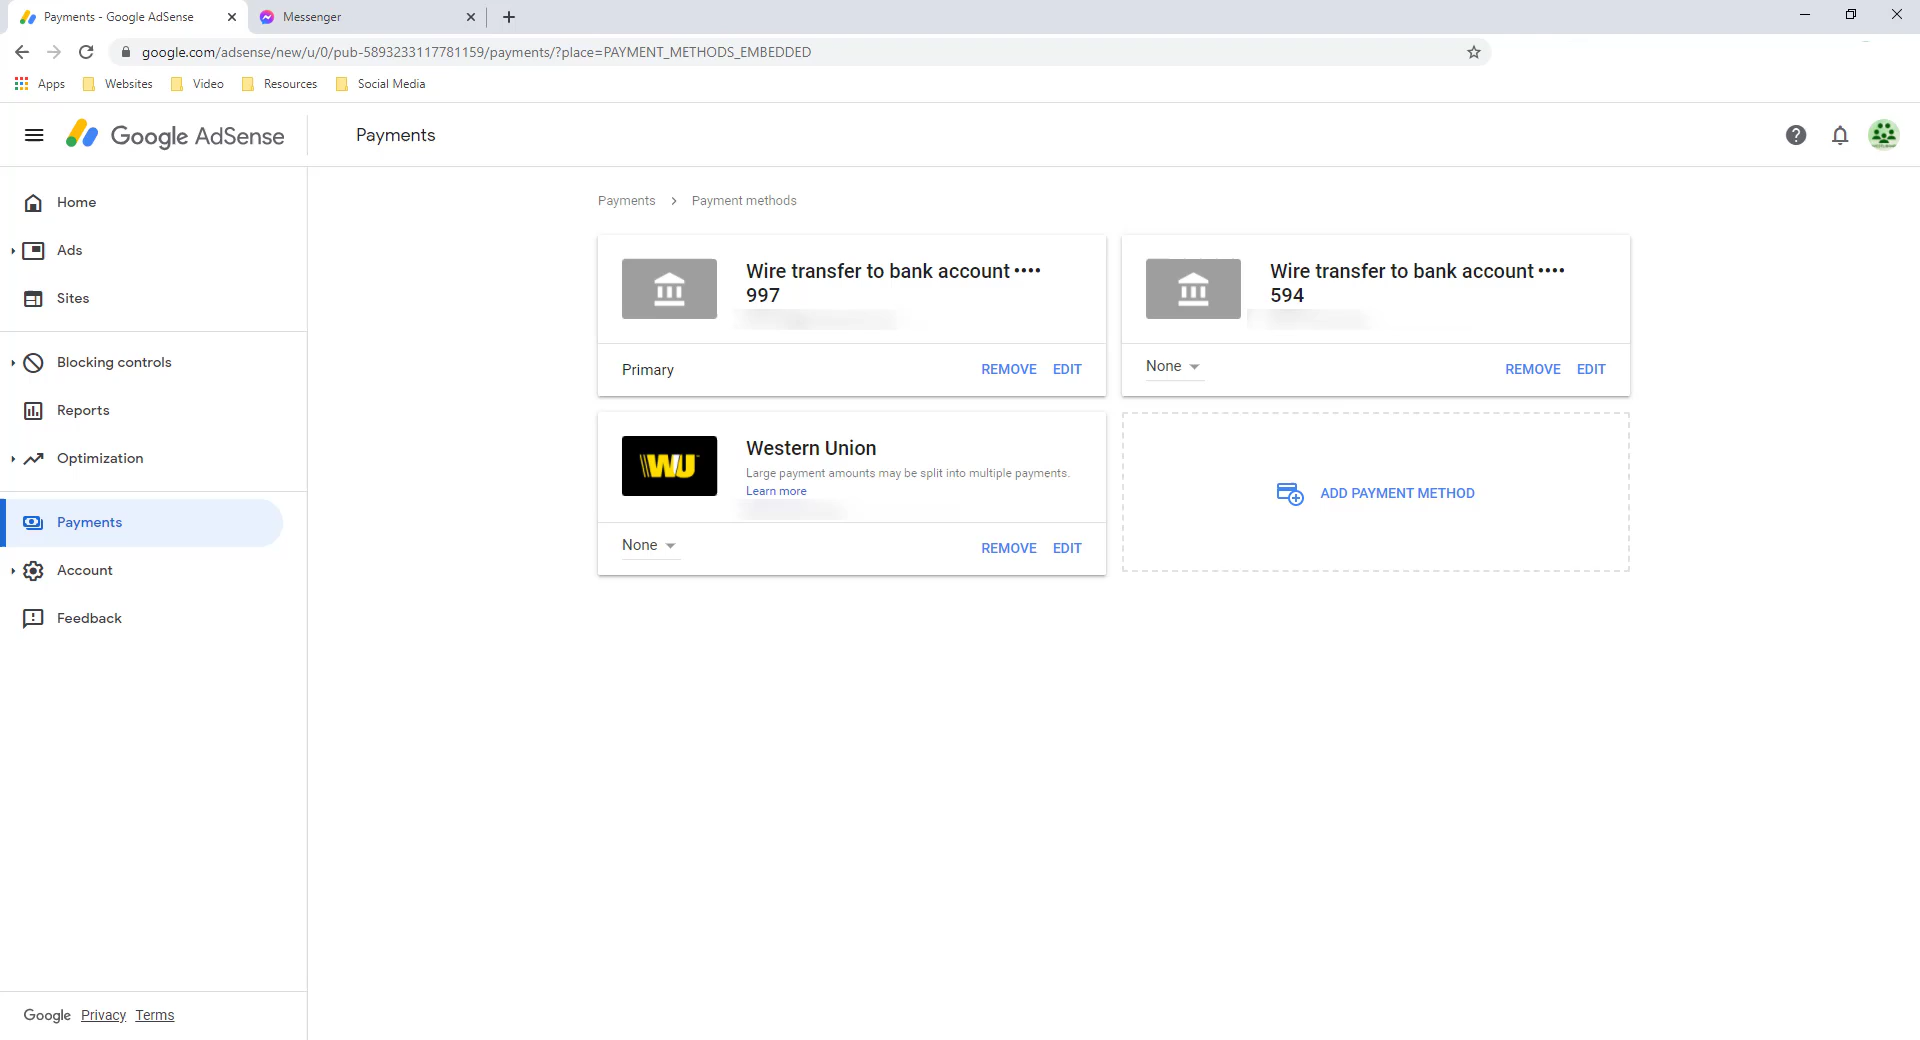 Payments - Google AdSense
Messenger
google.com/adsense/new/u/0/pub-5893233117781159/payments/?place=PAYMENT_METHODS_EMBEDDED
Apps
Websites
Video
Resources
Social Media
Google AdSense
Payments
Home
Ads
Sites
Blocking controls
Reports
Optimization
Payments
Account
Feedback
Google Privacy Terms
Payments > Payment methods
Wire transfer to bank account ••••
997
Primary
REMOVE EDIT
Wire transfer to bank account ••••
594
None
REMOVE EDIT
WU
Western Union
Large payment amounts may be split into multiple payments.
Learn more
None
REMOVE EDIT
ADD PAYMENT METHOD